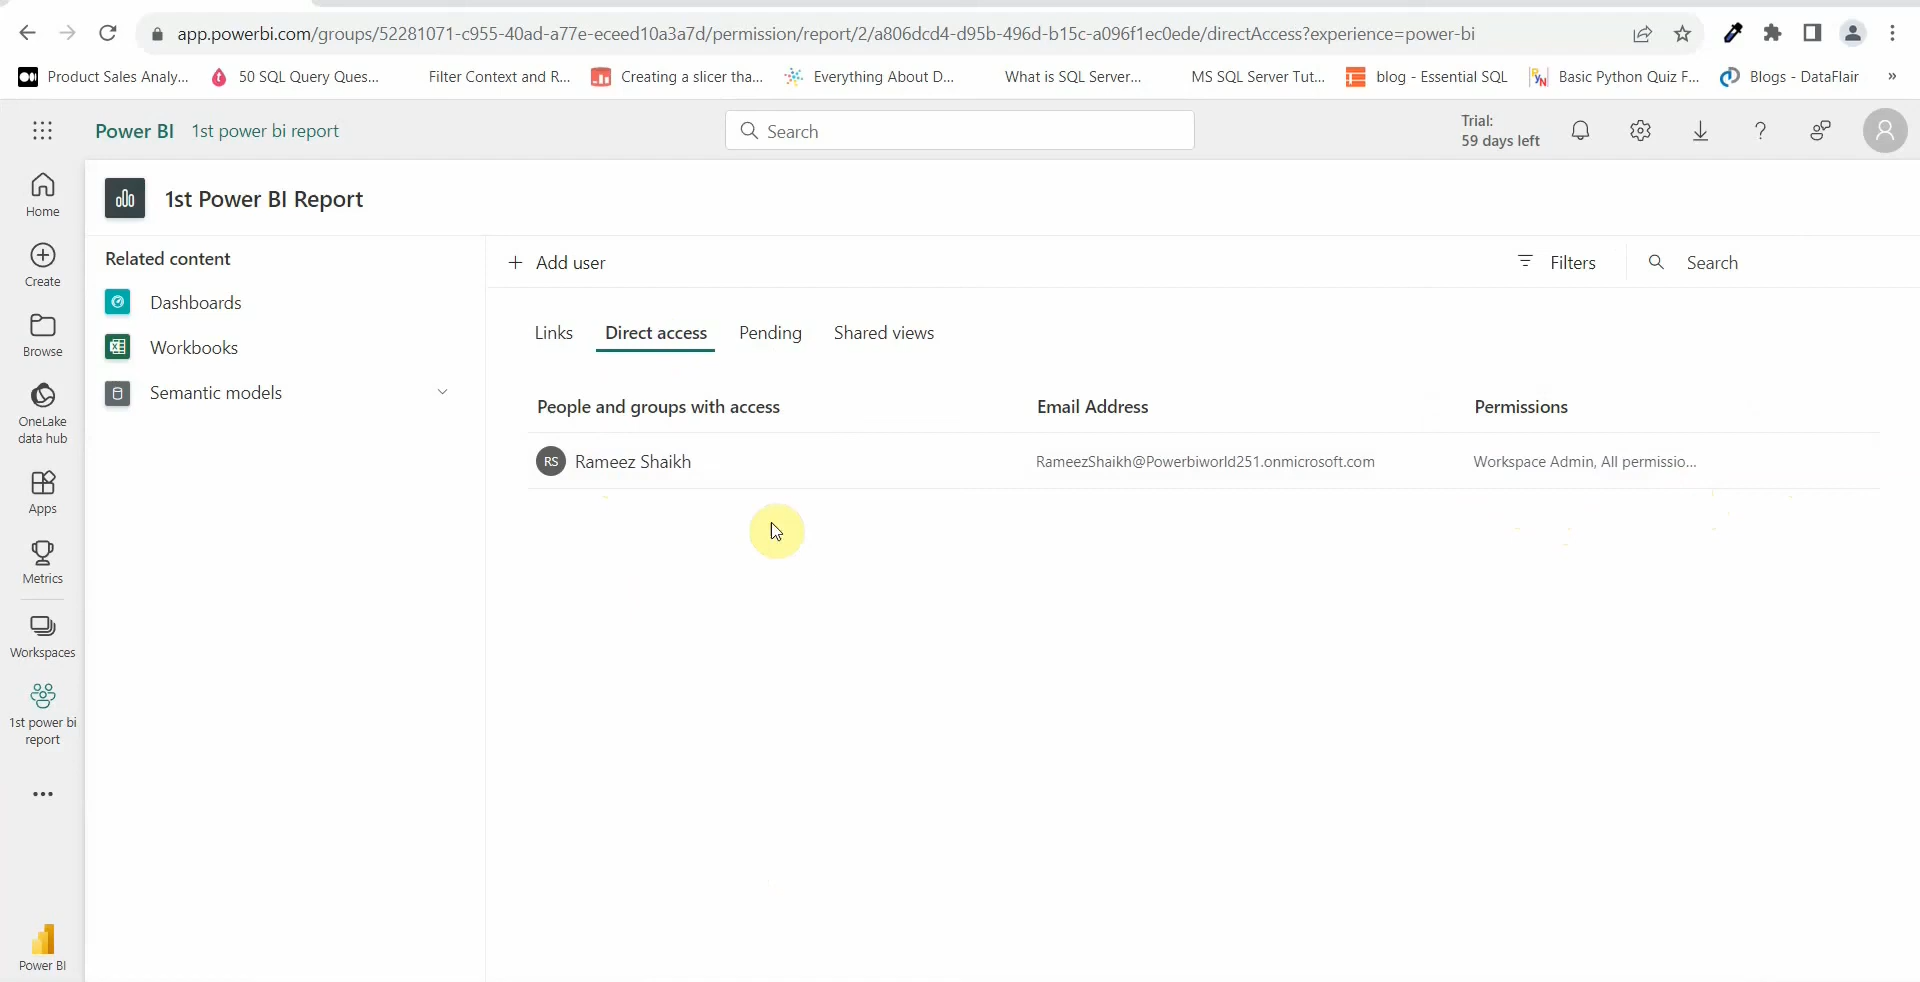 app.powerbi.com/groups/52281071-c955-40ad-a77e-eceed10a3a7d/permission/report/2/a806dcd4-d95b-496d-b15c-a096f1ec0ede/directAccess?experience=power-bi
Product Sales Analy...
50 SQL Query Ques...
Filter Context and R...
Creating a slicer tha...
Everything About D...
What is SQL Server...
MS SQL Server Tut...
blog - Essential SQL
Basic Python Quiz F...
Blogs - DataFlair
»
Power BI
1st power bi report
Search
Trial:
59 days left
Home
Create
Browse
OneLake
data hub
Apps
Metrics
Workspaces
1st power bi
report
Power BI
1st Power BI Report
Related content
Dashboards
Workbooks
Semantic models
+ Add user
Filters
Search
Links
Direct access
Pending
Shared views
People and groups with access
Email Address
Permissions
RS
Rameez Shaikh
RameezShaikh@Powerbiworld251.onmicrosoft.com
Workspace Admin, All permissio...